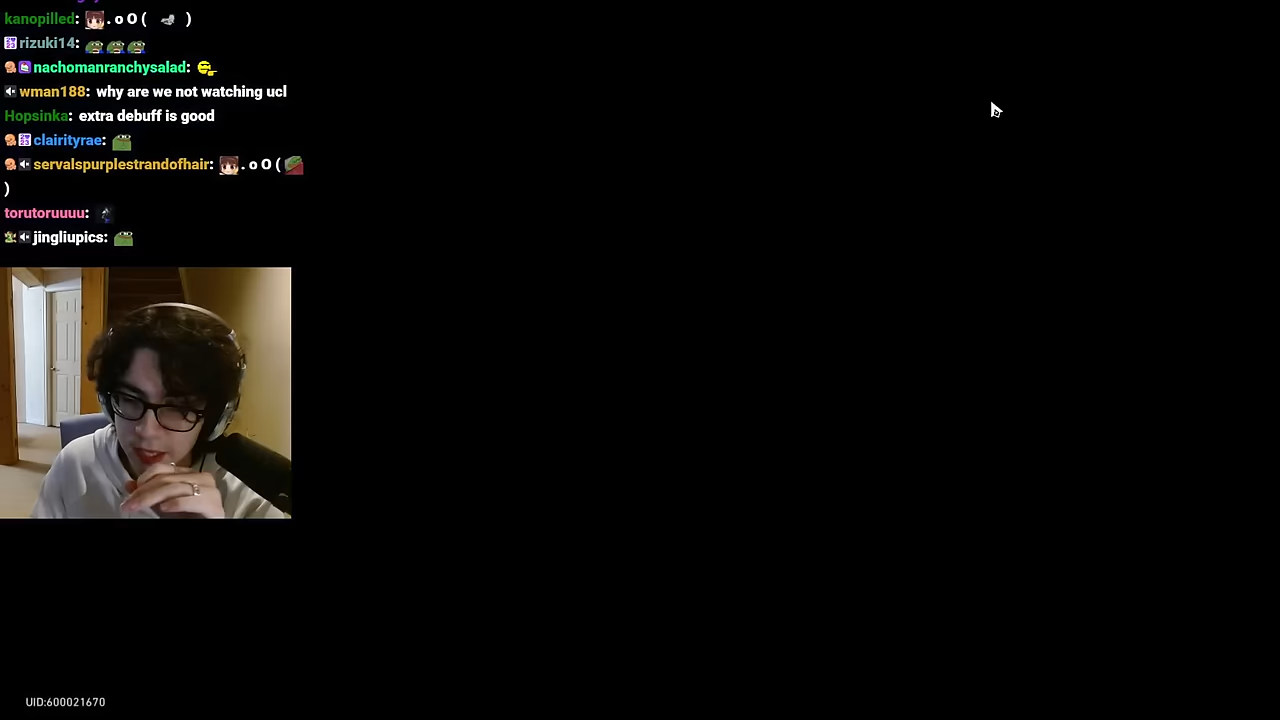 kanopilled: . o O ( )
rizuki14:
nachomanranchysalad:
wman188: why are we not watching ucl
Hopsinka: extra debuff is good
clairityrae:
servalspurplestrandofhair: . o O (
)
torutoruuuu:
jingliupics:
UID:600021670